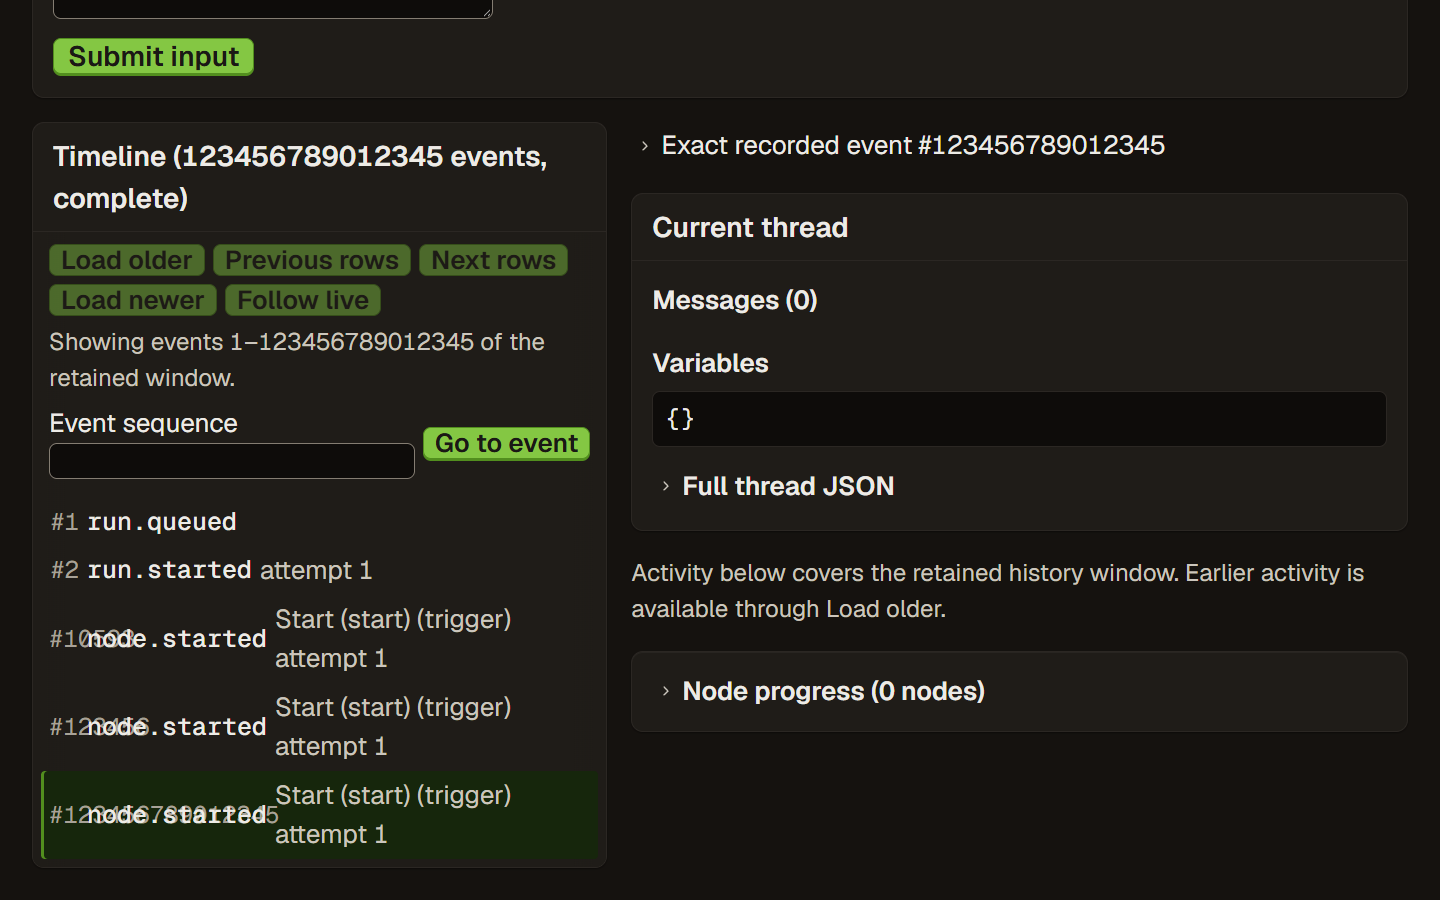 Submit input
Timeline (123456789012345 events,
complete)
Load older
Previous rows
Next rows
Load newer
Follow live
Showing events 1–123456789012345 of the
retained window.
Event sequence
Go to event
#1 run.queued
#2 run.started attempt 1
node.started Start (start) (trigger)
attempt 1
#123456 node.started Start (start) (trigger)
attempt 1
#123456789012345 node.started Start (start) (trigger)
attempt 1
› Exact recorded event #123456789012345
Current thread
Messages (0)
Variables
{}
› Full thread JSON
Activity below covers the retained history window. Earlier activity is
available through Load older.
› Node progress (0 nodes)